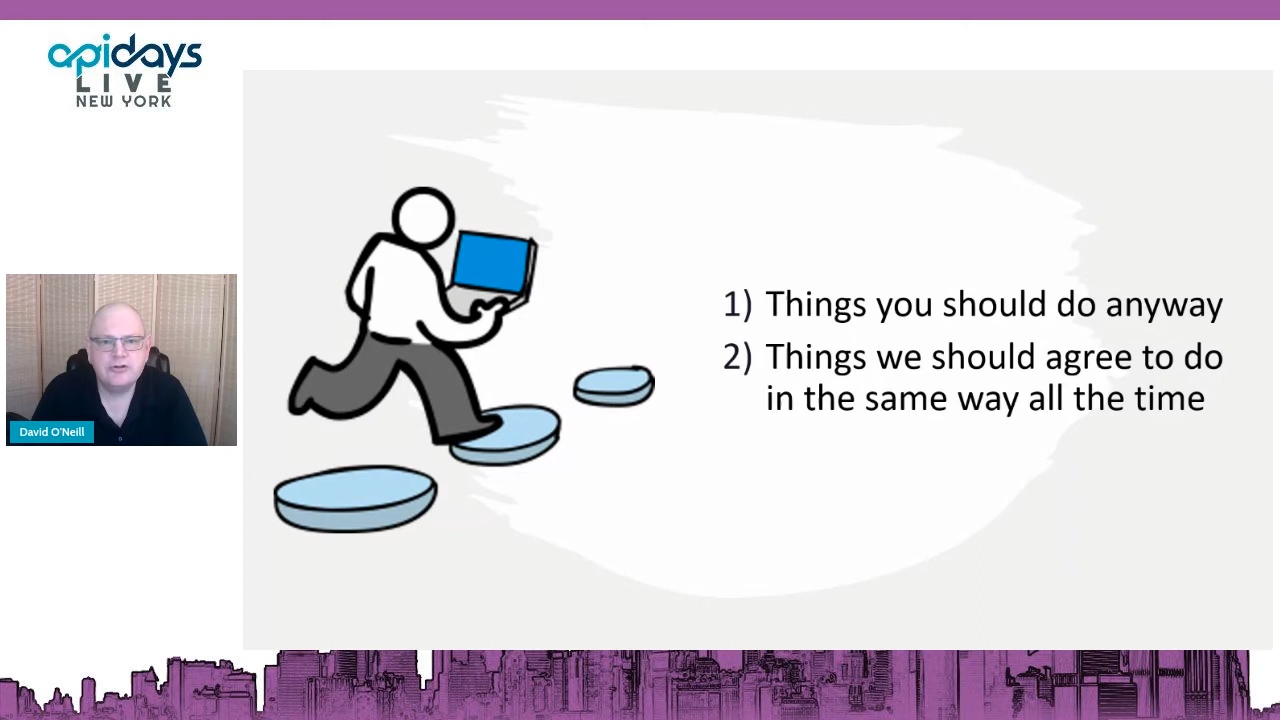 apidays
LIVE
NEW YORK
David O'Neill
1) Things you should do anyway
2) Things we should agree to do
in the same way all the time